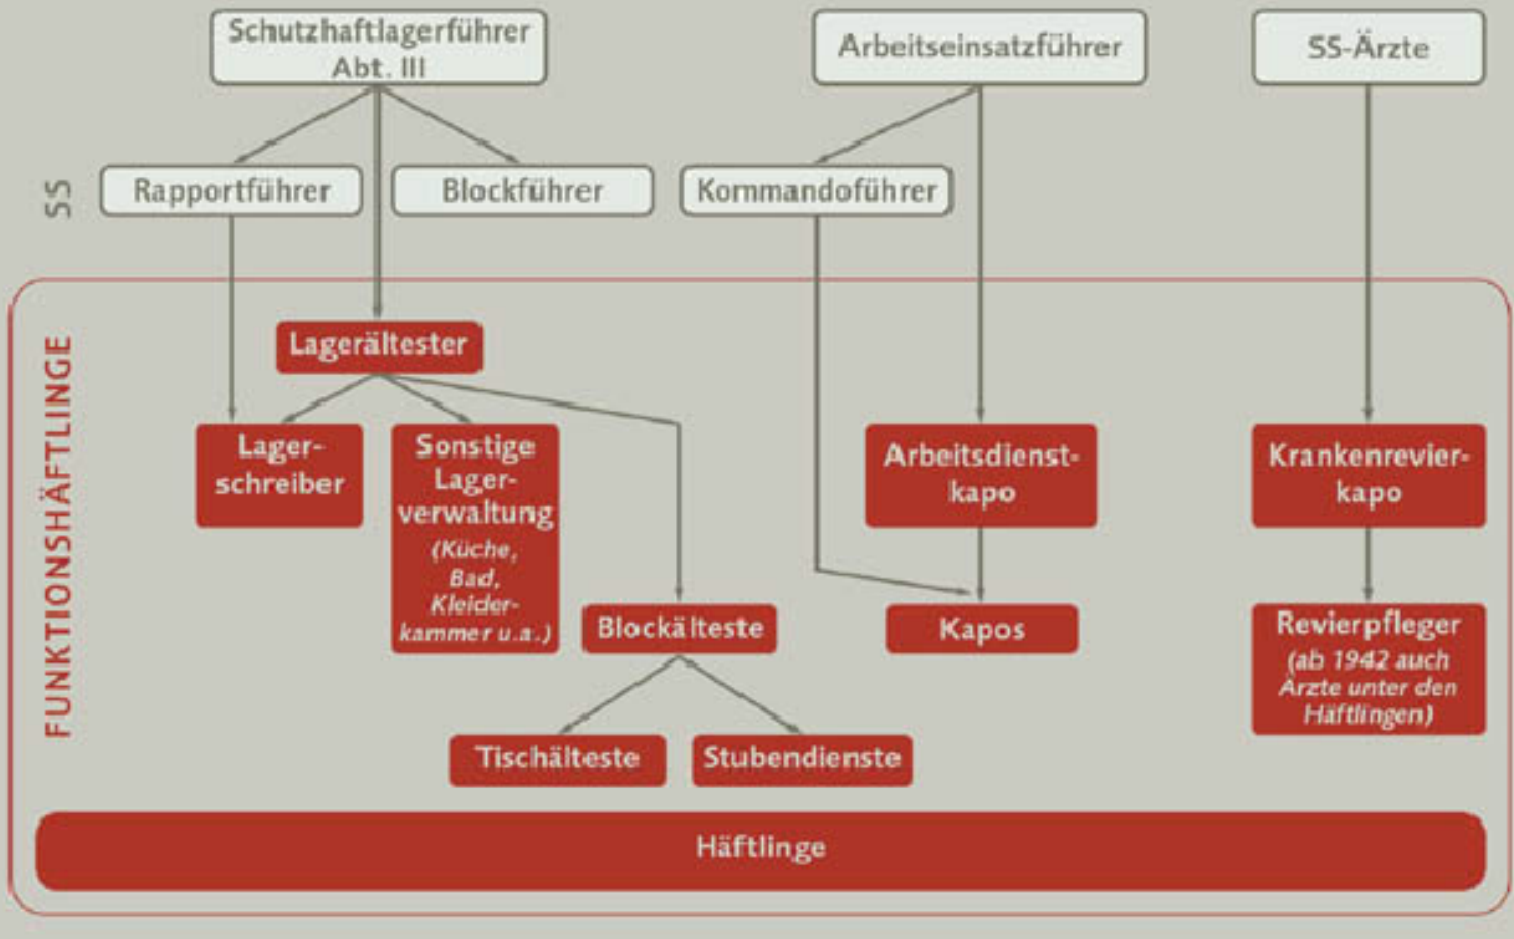 Schutzhaftlagerführer
Abt. III
Arbeitseinsatzführer
SS-Ärzte
SS
Rapportführer
Blockführer
Kommandoführer
FUNKTIONSHÄFTLINGE
Lagerältester
Lager-
schreiber
Sonstige
Lager-
verwaltung
(Küche,
Bad,
Kleider-
kammer u.a.)
Arbeitsdienst-
kapo
Krankenrevier-
kapo
Blockälteste
Kapos
Revierpfleger
(ab 1942 auch
Ärzte unter den
Häftlingen)
Tischälteste
Stubendienste
Häftlinge